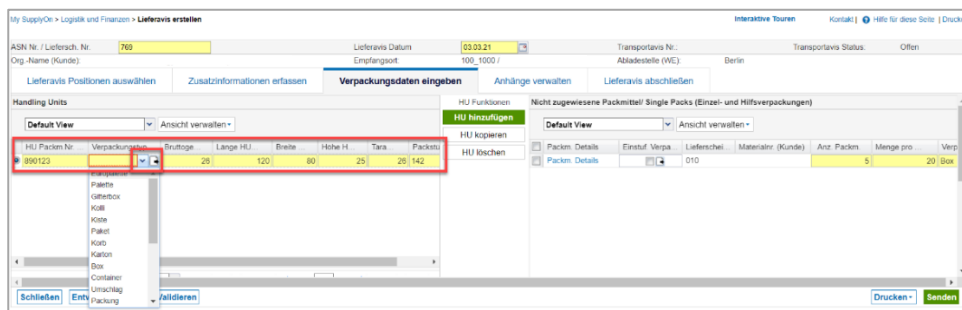 My SupplyOn > Logistik und Finanzen > Lieferavis erstellen
Interaktive Touren
Kontakt | Hilfe für diese Seite | Drucke
ASN Nr. / Liefersch. Nr.
769
Lieferavis Datum
03.03.21
Transportavis Nr.:
Transportavis Status:
Offen
Org.-Name (Kunde):
Empfangsort:
100_1000 /
Abladestelle (WE):
Berlin
Lieferavis Positionen auswählen
Zusatzinformationen erfassen
Verpackungsdaten eingeben
Anhänge verwalten
Lieferavis abschließen
Handling Units
HU Funktionen
Nicht zugewiesene Packmittel/ Single Packs (Einzel- und Hilfsverpackungen)
Default View
Ansicht verwalten
HU hinzufügen
Default View
Ansicht verwalten
HU kopieren
HU löschen
HU Packm.Nr. Verpackungstyp Bruttoge... Länge HU... Breite Höhe H... Tara... Packstü
Packm. Details Einstuf. Verpa... Lieferschei... Materialnr. (Kunde) Anz. Packm. Menge pro ... Verp
890123 26 120 80 25 26 142
Packm. Details 010 5 20 Box
Palette
Gitterbox
Kolli
Kiste
Paket
Korb
Karton
Box
Container
Umschlag
Packung
Schließen
Entw
Validieren
Drucken
Senden